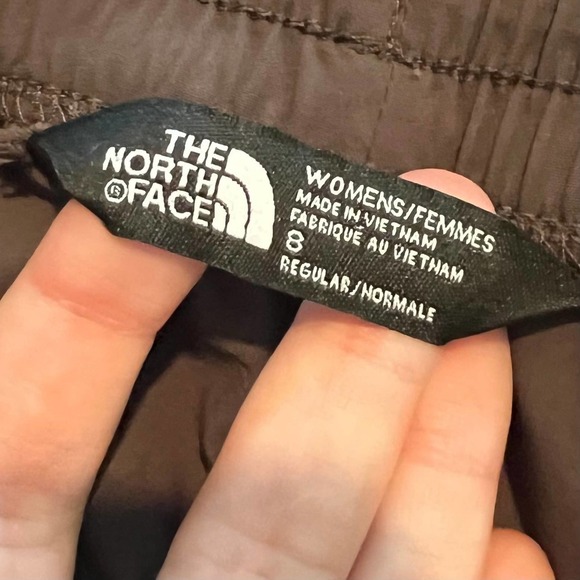 THE
NORTH
®FACE
WOMENS/FEMMES
MADE IN VIETNAM
FABRIQUÉ AU VIETNAM
8
REGULAR/NORMALE